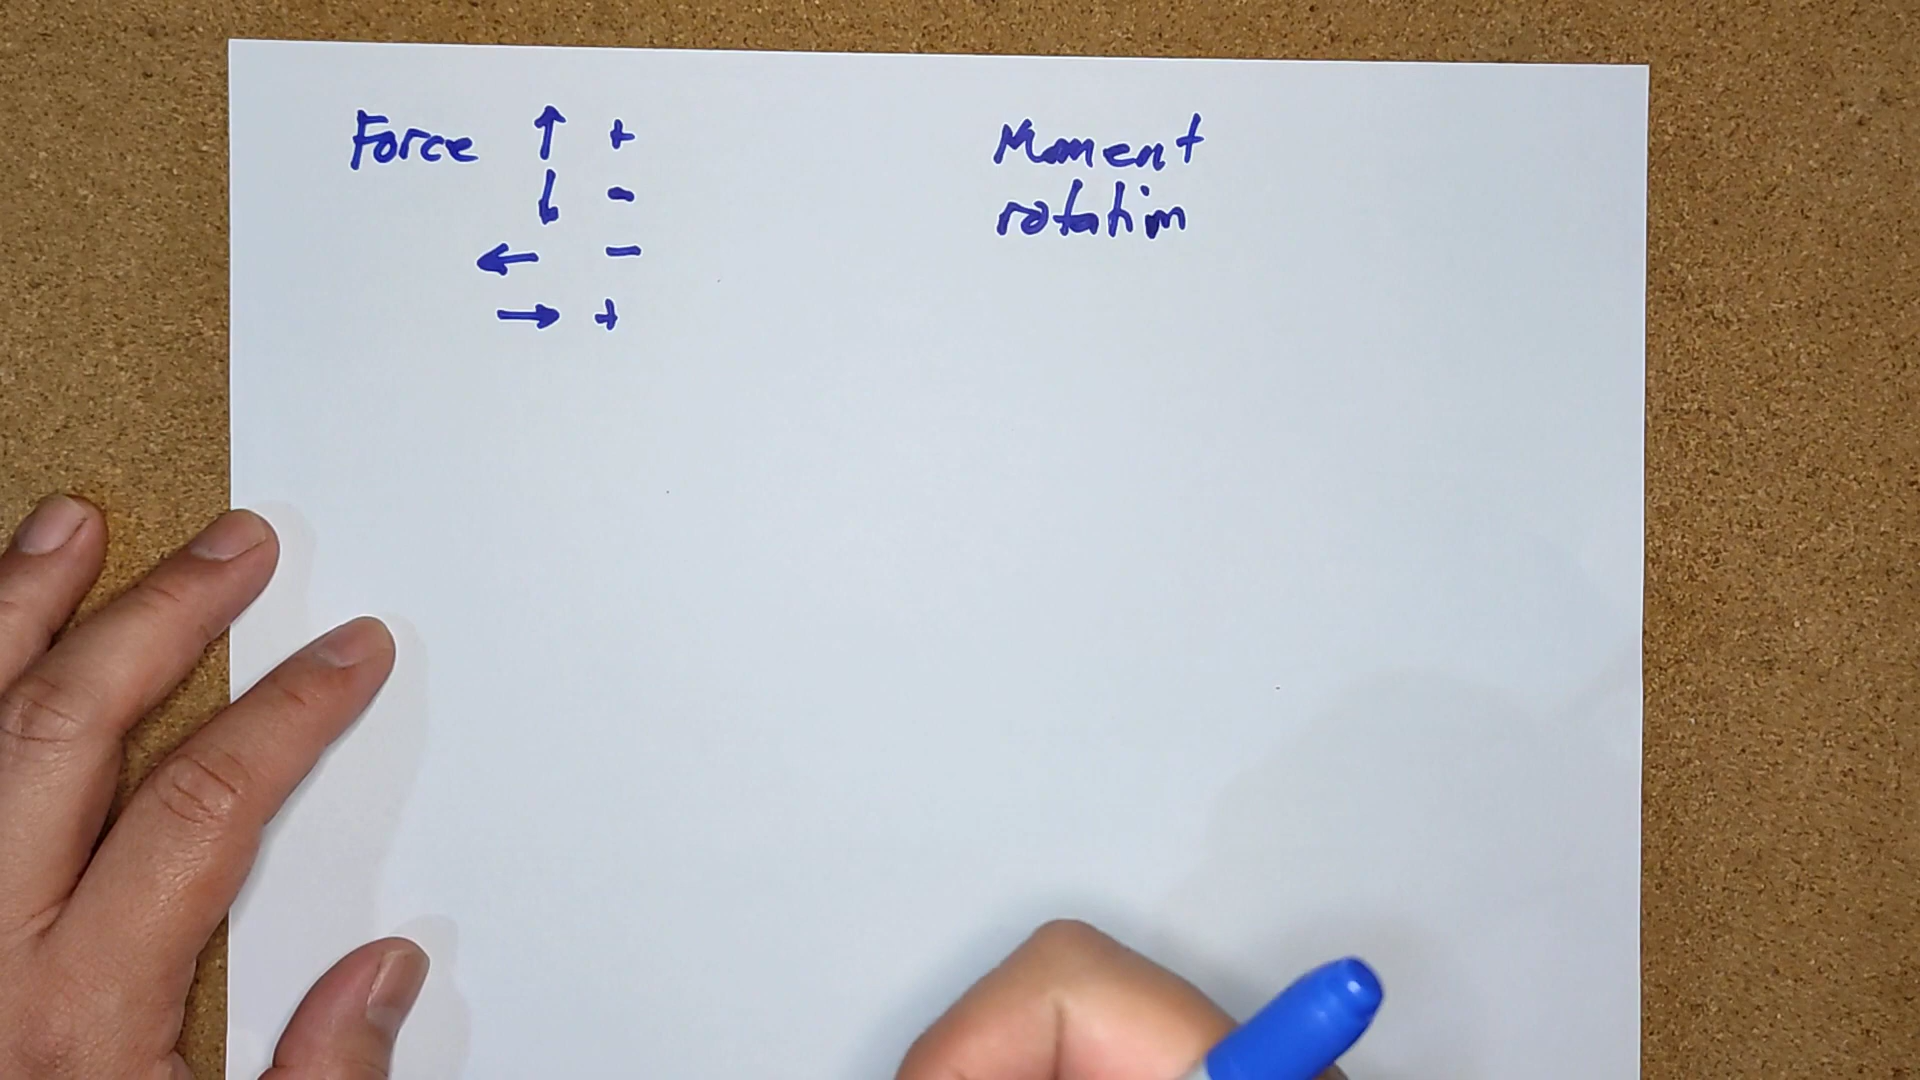 Force ↑ +
↓ -
← -
→ +
Moment
rotation